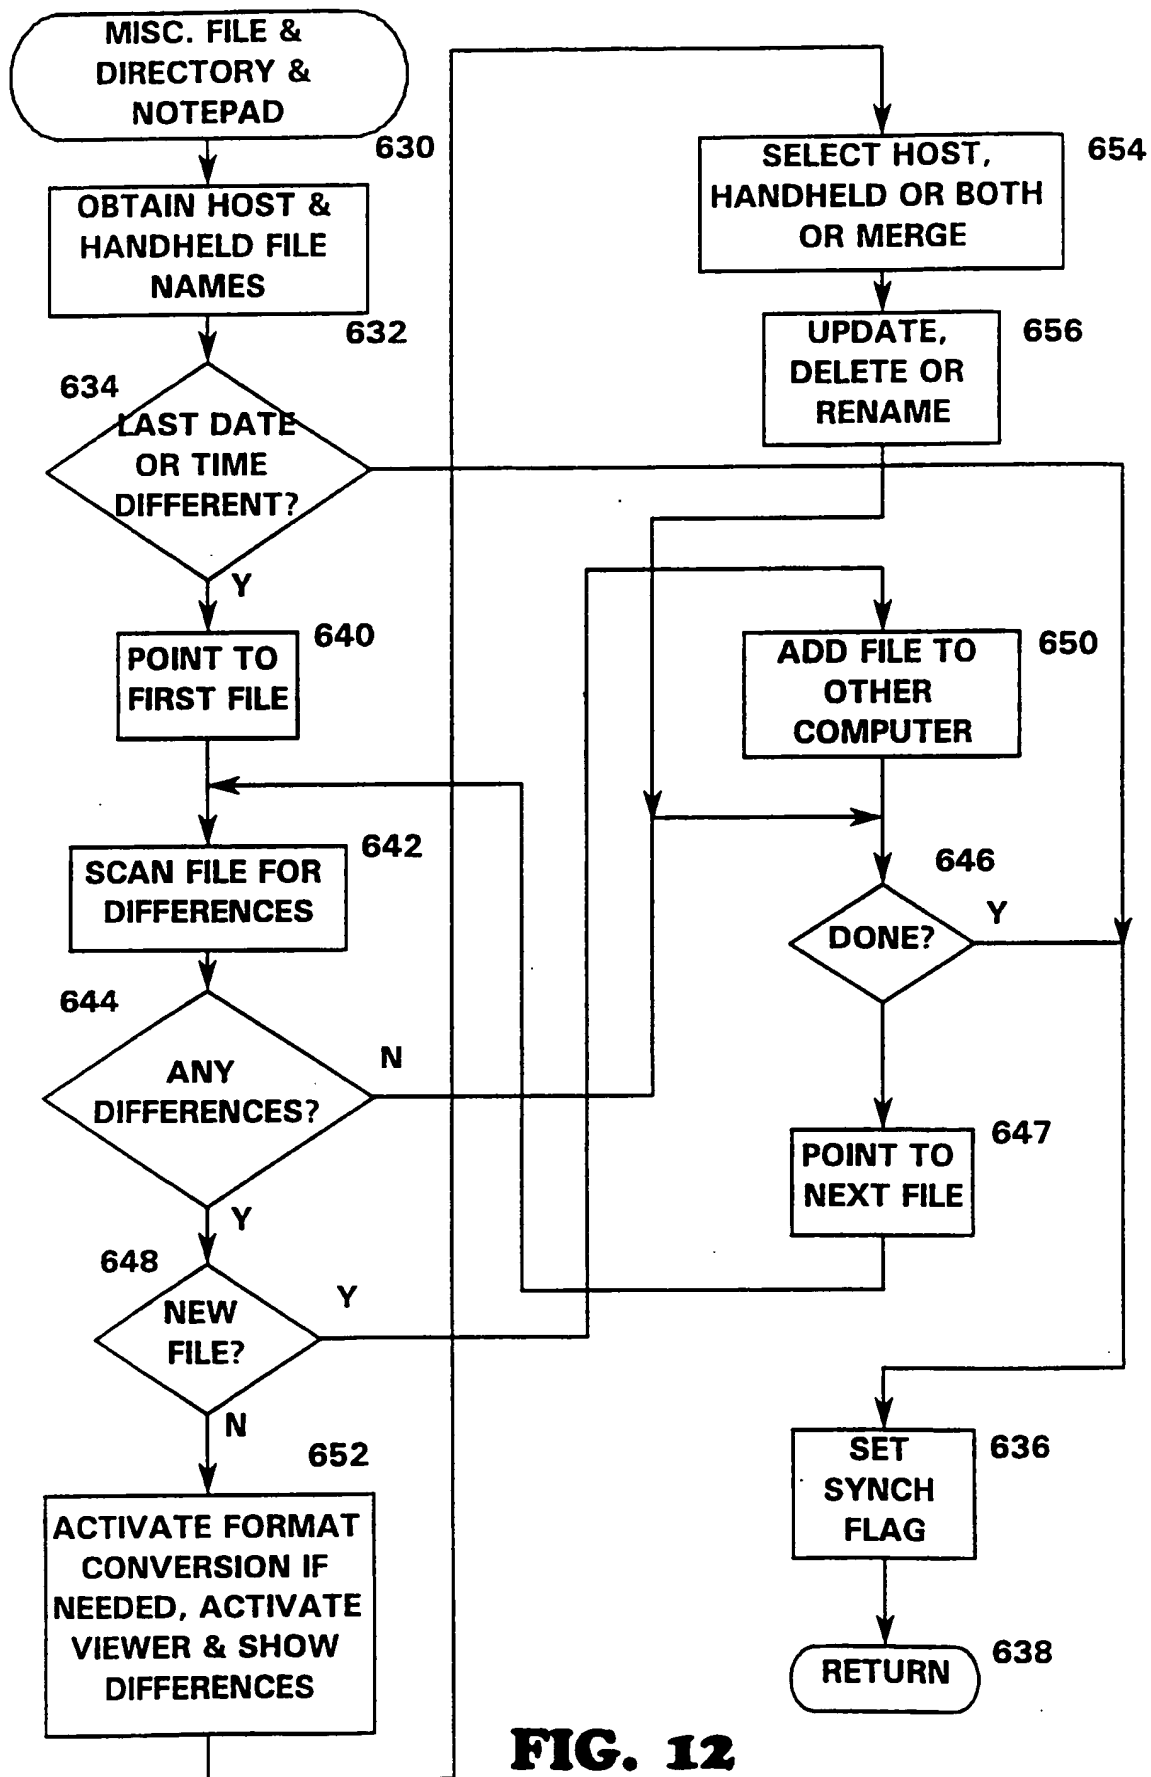 MISC. FILE &
DIRECTORY &
NOTEPAD
630
OBTAIN HOST &
HANDHELD FILE
NAMES
632
634
LAST DATE
OR TIME
DIFFERENT?
Y
640
POINT TO
FIRST FILE
642
SCAN FILE FOR
DIFFERENCES
644
ANY
DIFFERENCES?
N
Y
648
NEW
FILE?
Y
N
652
ACTIVATE FORMAT
CONVERSION IF
NEEDED, ACTIVATE
VIEWER & SHOW
DIFFERENCES
654
SELECT HOST,
HANDHELD OR BOTH
OR MERGE
656
UPDATE,
DELETE OR
RENAME
650
ADD FILE TO
OTHER
COMPUTER
646
DONE?
Y
647
POINT TO
NEXT FILE
636
SET
SYNCH
FLAG
638
RETURN
FIG. 12